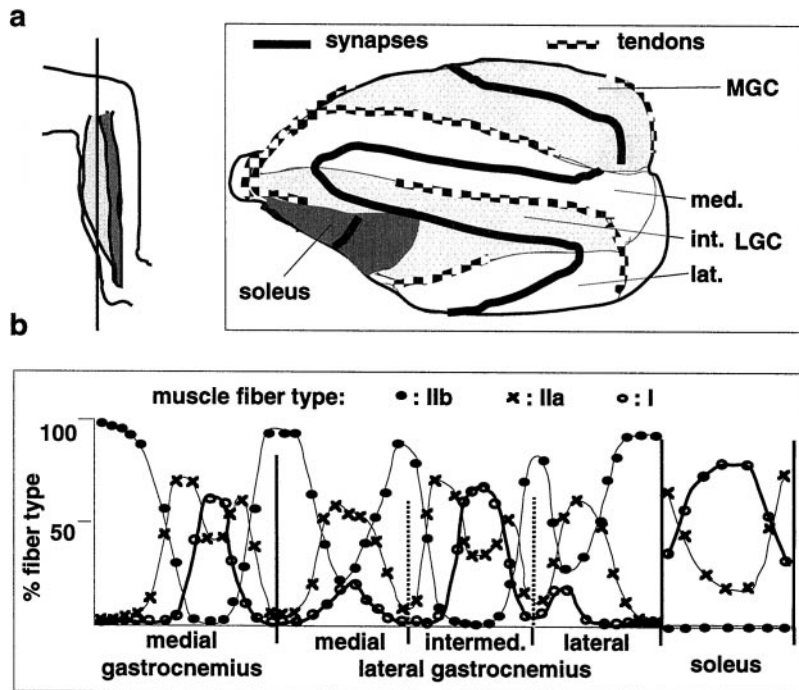 a
synapses tendons
MGC
med.
int. LGC
lat.
soleus
b
muscle fiber type: : IIb : IIa : I
100
50
% fiber type
medial gastrocnemius
medial intermed. lateral
lateral gastrocnemius
soleus